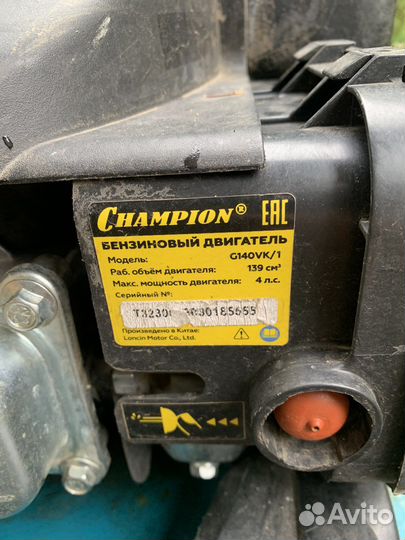 CHAMPION® EAC
БЕНЗИНОВЫЙ ДВИГАТЕЛЬ
Модель: G140VK/1
Раб. объём двигателя: 139 см³
Макс. мощность двигателя: 4 л.с.
Серийный №:
Произведено в Китае:
Loncin Motor Co., Ltd.
Avito